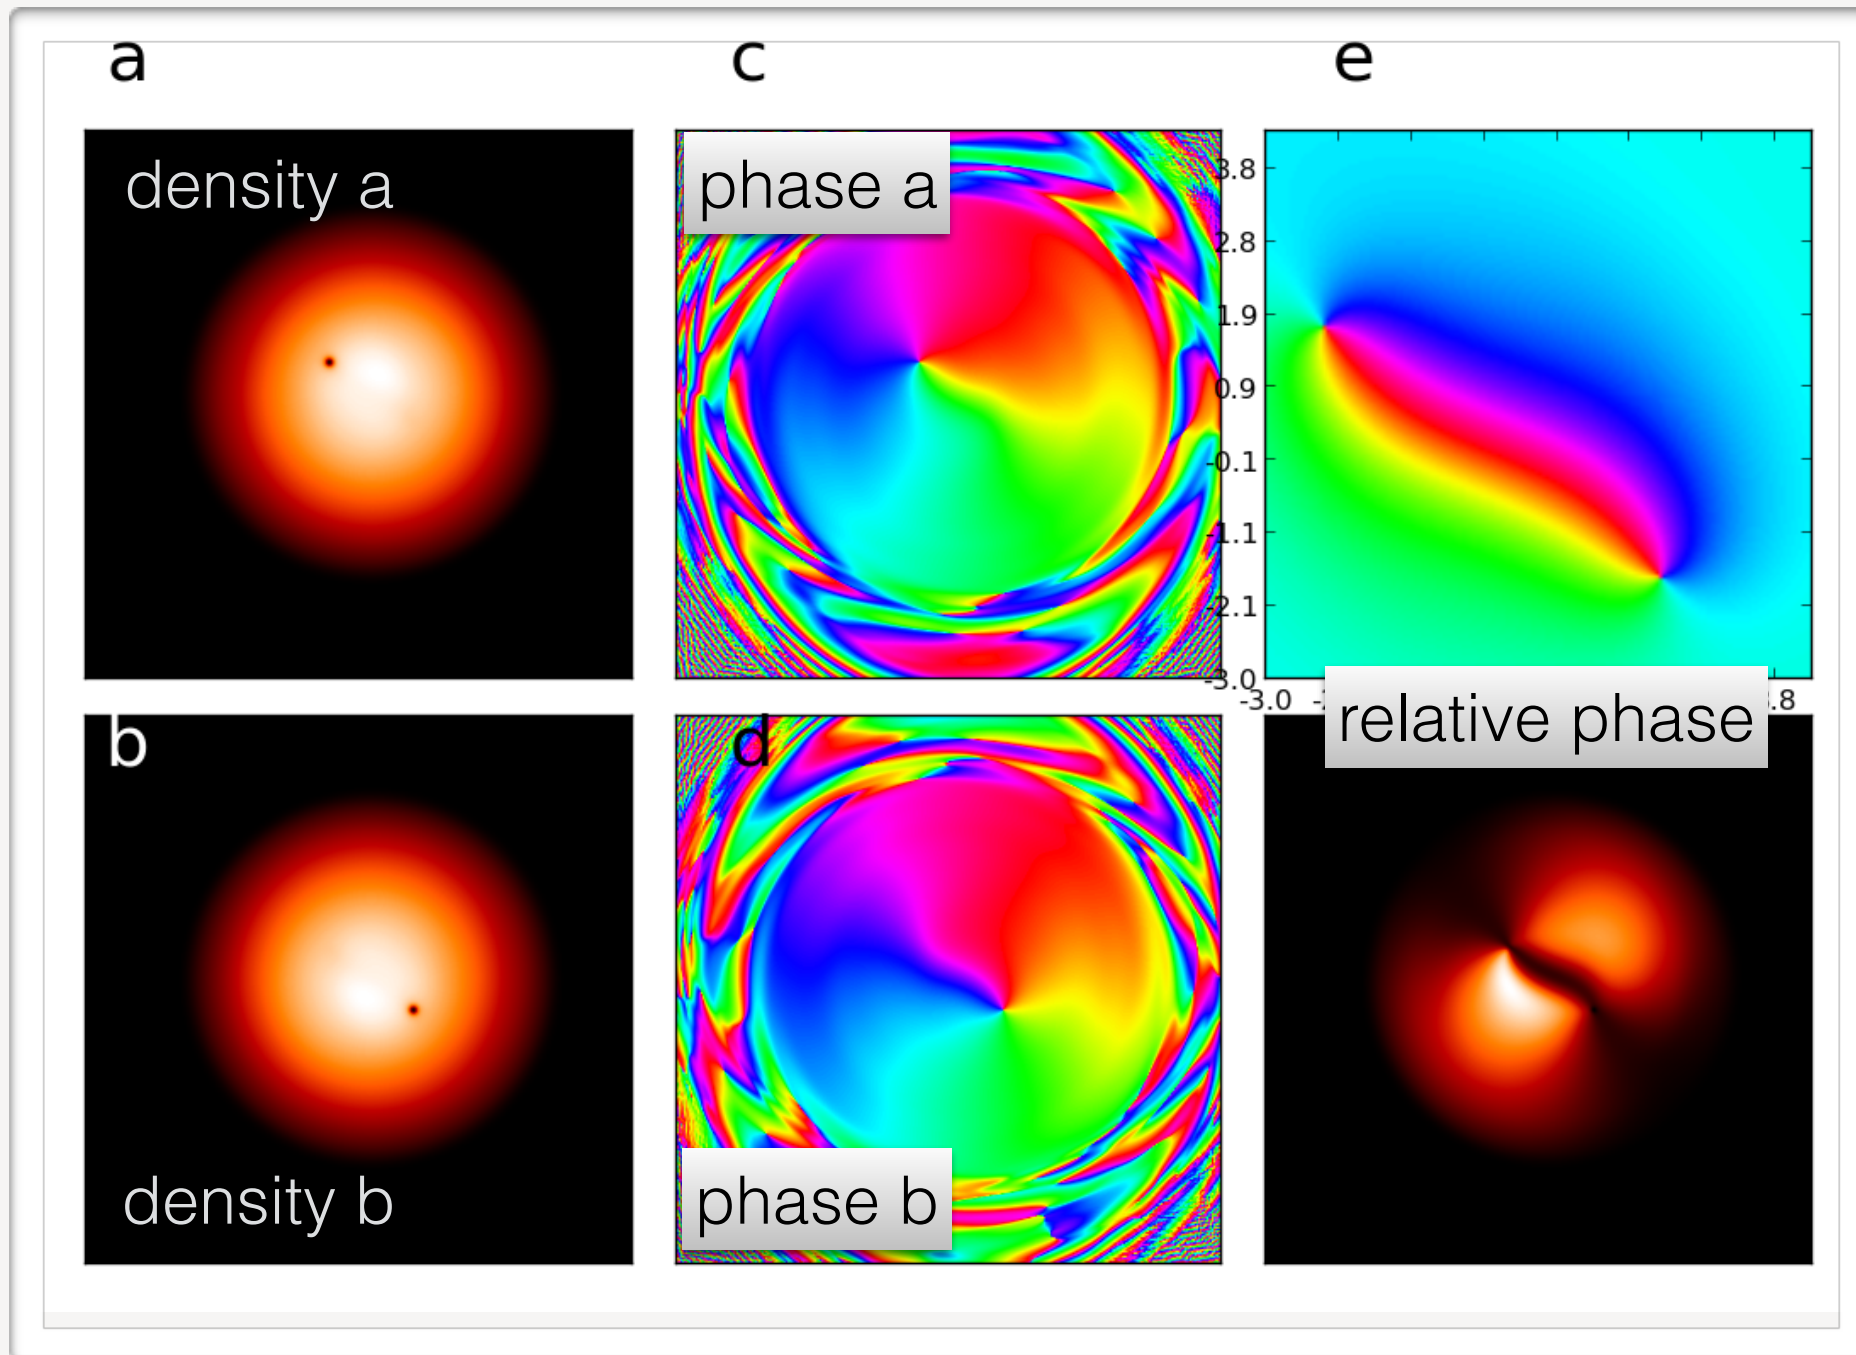 a
c
e
density a
phase a
3.8
2.8
1.9
0.9
-0.1
-1.1
-2.1
-3.0
-3.0
.8
relative phase
b
d
density b
phase b